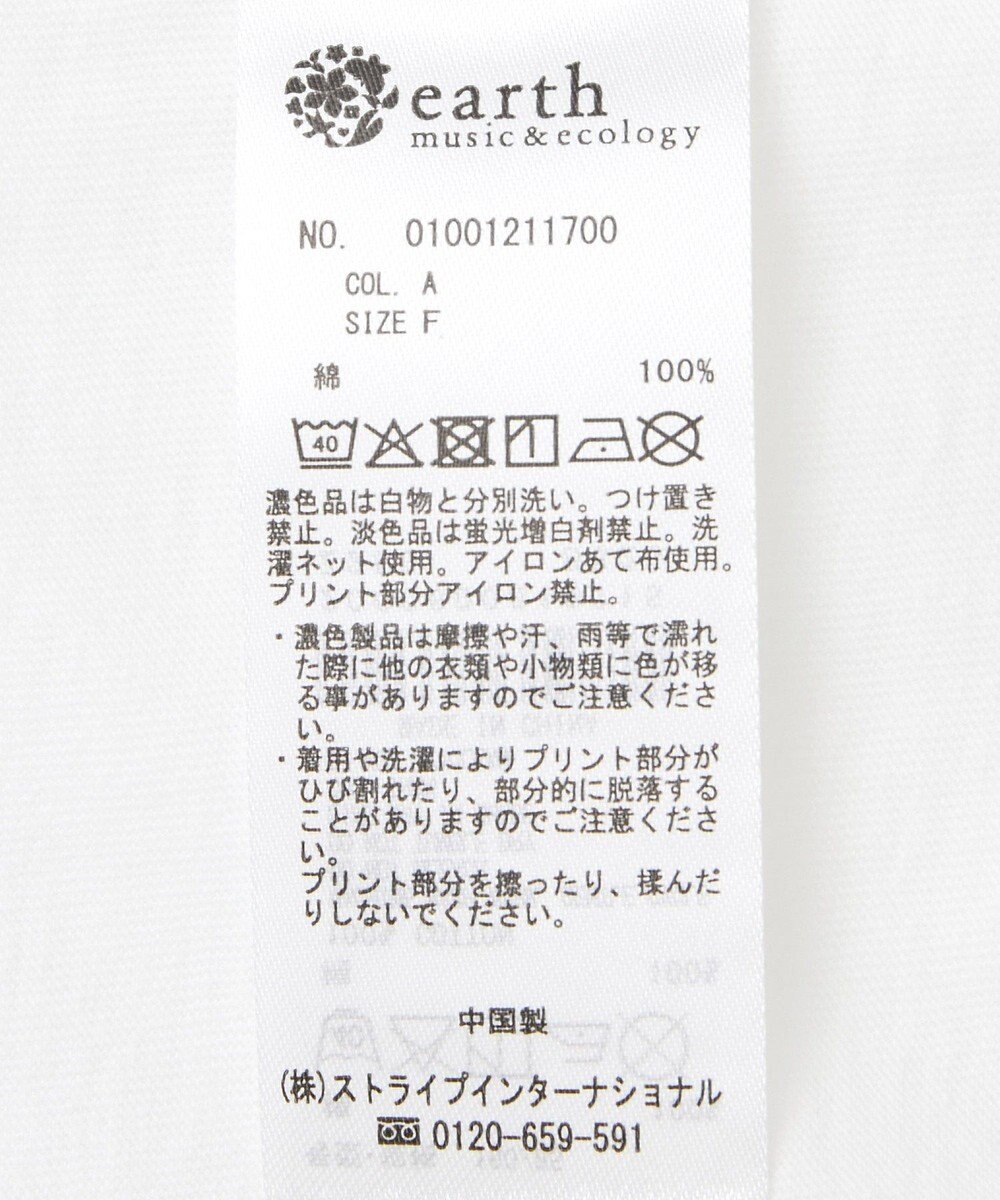 earth
music&ecology
NO. 01001211700
COL. A
SIZE F
綿 100%
40
濃色品は白物と分別洗い。つけ置き
禁止。淡色品は蛍光増白剤禁止。洗
濯ネット使用。アイロンあて布使用。
プリント部分アイロン禁止。
・濃色製品は摩擦や汗、雨等で濡れ
た際に他の衣類や小物類に色が移
る事がありますのでご注意くださ
い。
・着用や洗濯によりプリント部分が
ひび割れたり、部分的に脱落する
ことがありますのでご注意くださ
い。
プリント部分を擦ったり、揉んだ
りしないでください。
中国製
(株)ストライプインターナショナル
0120-659-591